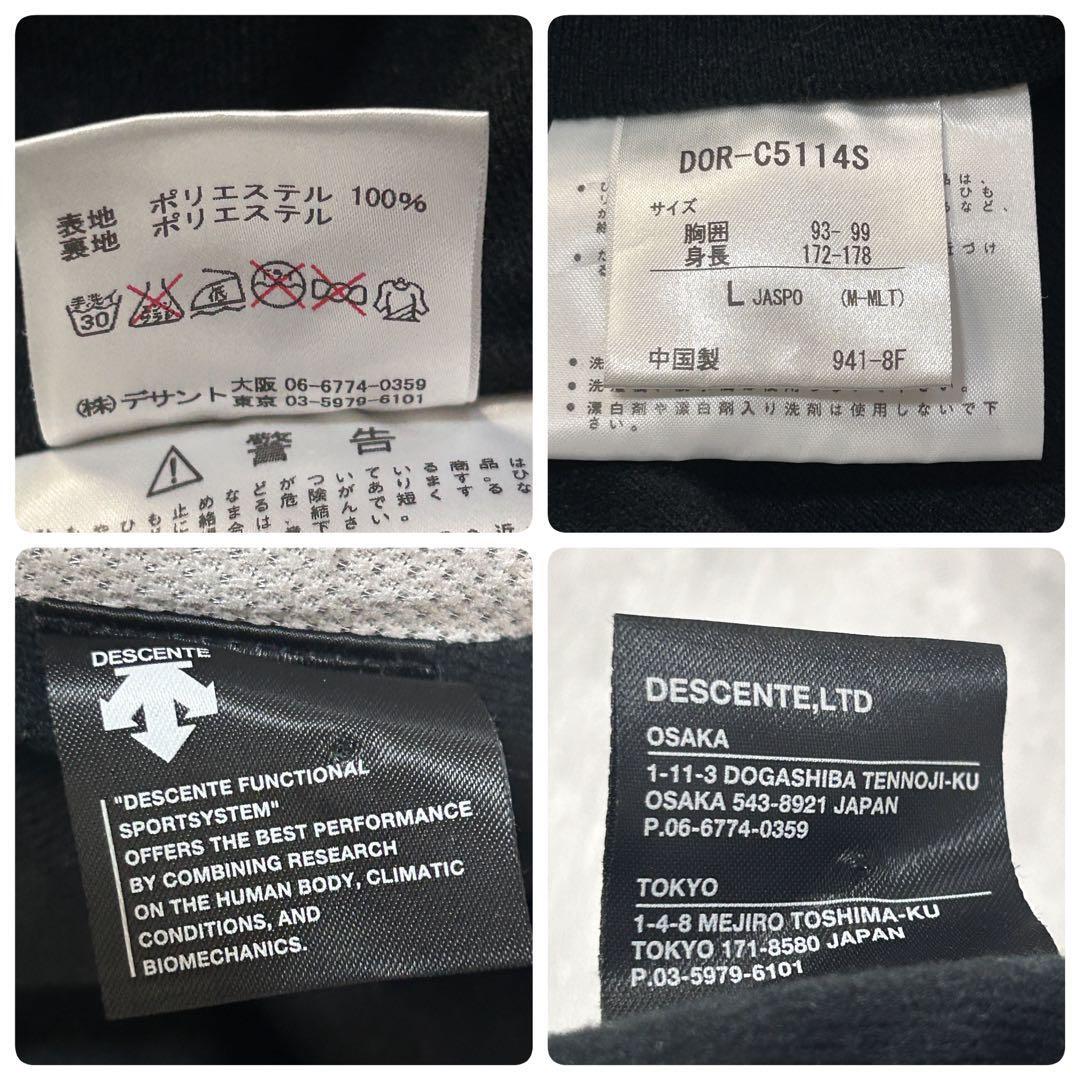 表地 ポリエステル 100%
裏地 ポリエステル
手洗イ
30
低
㈱デサント 大阪 06-6774-0359
東京 03-5979-6101
警告
DOR-C5114S
サイズ
胸囲 93-99
身長 172-178
L JASPO (M-MLT)
中国製 941-8F
• 漂白剤や漂白剤入り洗剤は使用しないで下
さい。
DESCENTE
"DESCENTE FUNCTIONAL
SPORTSYSTEM"
OFFERS THE BEST PERFORMANCE
BY COMBINING RESEARCH
ON THE HUMAN BODY, CLIMATIC
CONDITIONS, AND
BIOMECHANICS.
DESCENTE,LTD
OSAKA
1-11-3 DOGASHIBA TENNOJI-KU
OSAKA 543-8921 JAPAN
P.06-6774-0359
TOKYO
1-4-8 MEJIRO TOSHIMA-KU
TOKYO 171-8580 JAPAN
P.03-5979-6101